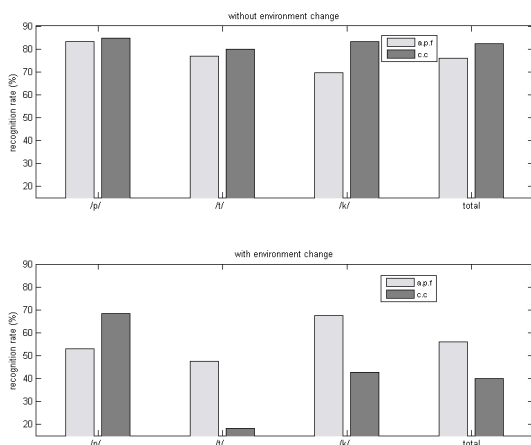 without environment change
90
80
70
60
50
40
30
20
recognition rate (%)
a.p.f
c.c
/p/ /t/ /k/ total
with environment change
90
80
70
60
50
40
30
20
recognition rate (%)
a.p.f
c.c
/p/ /t/ /k/ total